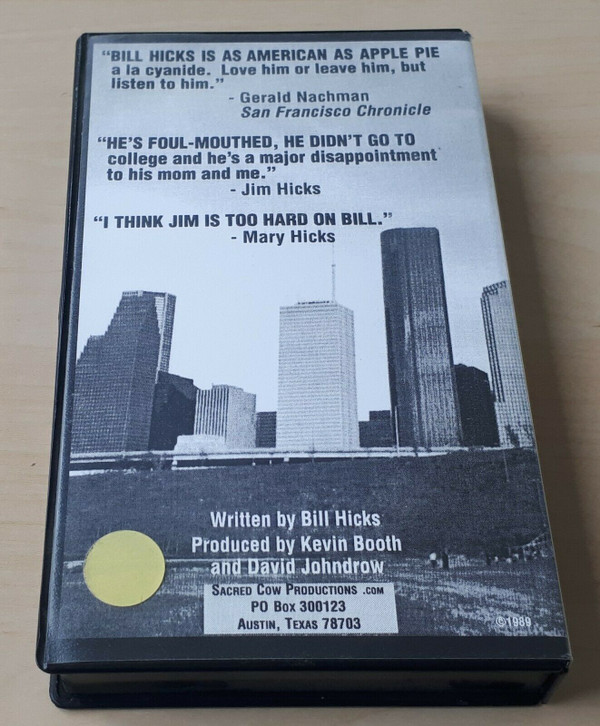 “BILL HICKS IS AS AMERICAN AS APPLE PIE
a la cyanide. Love him or leave him, but
listen to him.”
- Gerald Nachman
San Francisco Chronicle
“HE’S FOUL-MOUTHED, HE DIDN’T GO TO
college and he’s a major disappointment
to his mom and me.”
- Jim Hicks
“I THINK JIM IS TOO HARD ON BILL.”
- Mary Hicks
Written by Bill Hicks
Produced by Kevin Booth
and David Johndrow
SACRED COW PRODUCTIONS .COM
PO BOX 300123
AUSTIN, TEXAS 78703
©1989